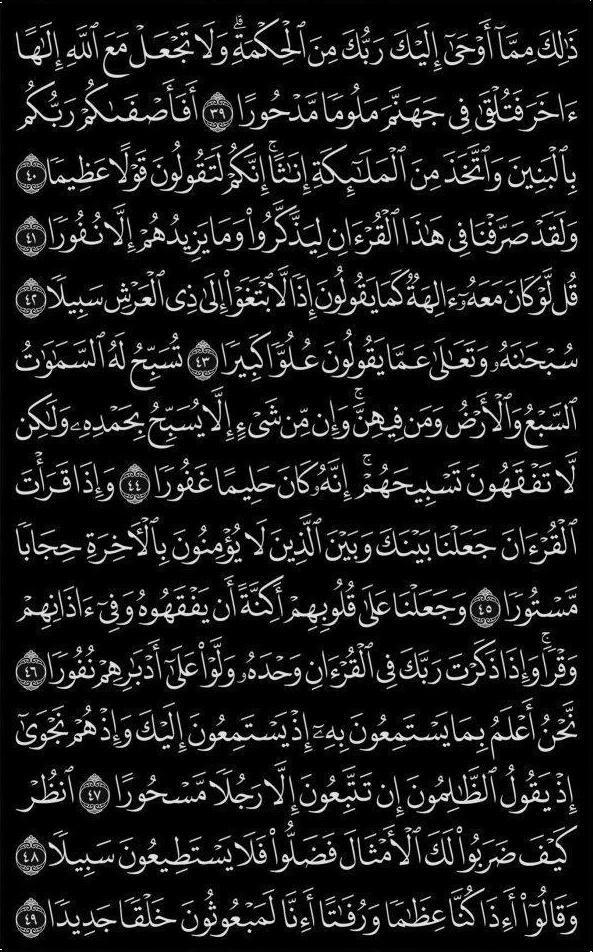 ذَٰلِكَ مِمَّآ أَوۡحَىٰٓ إِلَيۡكَ رَبُّكَ مِنَ ٱلۡحِكۡمَةِۗ وَلَا تَجۡعَلۡ مَعَ ٱللَّهِ إِلَٰهًا
ءَاخَرَ فَتُلۡقَىٰ فِي جَهَنَّمَ مَلُومٗا مَّدۡحُورًا ٣٩ أَفَأَصۡفَىٰكُمۡ رَبُّكُم
بِٱلۡبَنِينَ وَٱتَّخَذَ مِنَ ٱلۡمَلَٰٓئِكَةِ إِنَٰثًاۚ إِنَّكُمۡ لَتَقُولُونَ قَوۡلًا عَظِيمٗا ٤٠
وَلَقَدۡ صَرَّفۡنَا فِي هَٰذَا ٱلۡقُرۡءَانِ لِيَذَّكَّرُواْ وَمَا يَزِيدُهُمۡ إِلَّا نُفُورٗا ٤١
قُل لَّوۡ كَانَ مَعَهُۥٓ ءَالِهَةٞ كَمَا يَقُولُونَ إِذٗا لَّٱبۡتَغَوۡاْ إِلَىٰ ذِي ٱلۡعَرۡشِ سَبِيلٗا ٤٢
سُبۡحَٰنَهُۥ وَتَعَٰلَىٰ عَمَّا يَقُولُونَ عُلُوّٗا كَبِيرٗا ٤٣ تُسَبِّحُ لَهُ ٱلسَّمَٰوَٰتُ
ٱلسَّبۡعُ وَٱلۡأَرۡضُ وَمَن فِيهِنَّۚ وَإِن مِّن شَيۡءٍ إِلَّا يُسَبِّحُ بِحَمۡدِهِۦ وَلَٰكِن
لَّا تَفۡقَهُونَ تَسۡبِيحَهُمۡۚ إِنَّهُۥ كَانَ حَلِيمًا غَفُورٗا ٤٤ وَإِذَا قَرَأۡتَ
ٱلۡقُرۡءَانَ جَعَلۡنَا بَيۡنَكَ وَبَيۡنَ ٱلَّذِينَ لَا يُؤۡمِنُونَ بِٱلۡأٓخِرَةِ حِجَابٗا
مَّسۡتُورٗا ٤٥ وَجَعَلۡنَا عَلَىٰ قُلُوبِهِمۡ أَكِنَّةً أَن يَفۡقَهُوهُ وَفِيٓ ءَاذَانِهِمۡ
وَقۡرٗاۚ وَإِذَا ذَكَرۡتَ رَبَّكَ فِي ٱلۡقُرۡءَانِ وَحۡدَهُۥ وَلَّوۡاْ عَلَىٰٓ أَدۡبَٰرِهِمۡ نُفُورٗا ٤٦
نَّحۡنُ أَعۡلَمُ بِمَا يَسۡتَمِعُونَ بِهِۦٓ إِذۡ يَسۡتَمِعُونَ إِلَيۡكَ وَإِذۡ هُمۡ نَجۡوَىٰٓ
إِذۡ يَقُولُ ٱلظَّٰلِمُونَ إِن تَتَّبِعُونَ إِلَّا رَجُلٗا مَّسۡحُورًا ٤٧ ٱنظُرۡ
كَيۡفَ ضَرَبُواْ لَكَ ٱلۡأَمۡثَالَ فَضَلُّواْ فَلَا يَسۡتَطِيعُونَ سَبِيلٗا ٤٨
وَقَالُوٓاْ أَءِذَا كُنَّا عِظَٰمٗا وَرُفَٰتًا أَءِنَّا لَمَبۡعُوثُونَ خَلۡقٗا جَدِيدٗا ٤٩